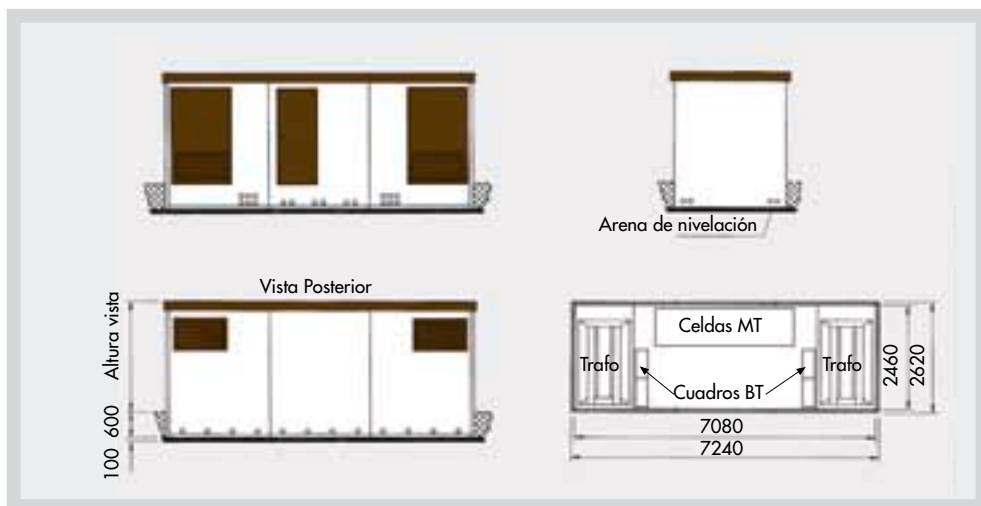 Arena de nivelación
Vista Posterior
Altura vista
600
100
Celdas MT
Trafo
Trafo
Cuadros BT
2460
2620
7080
7240